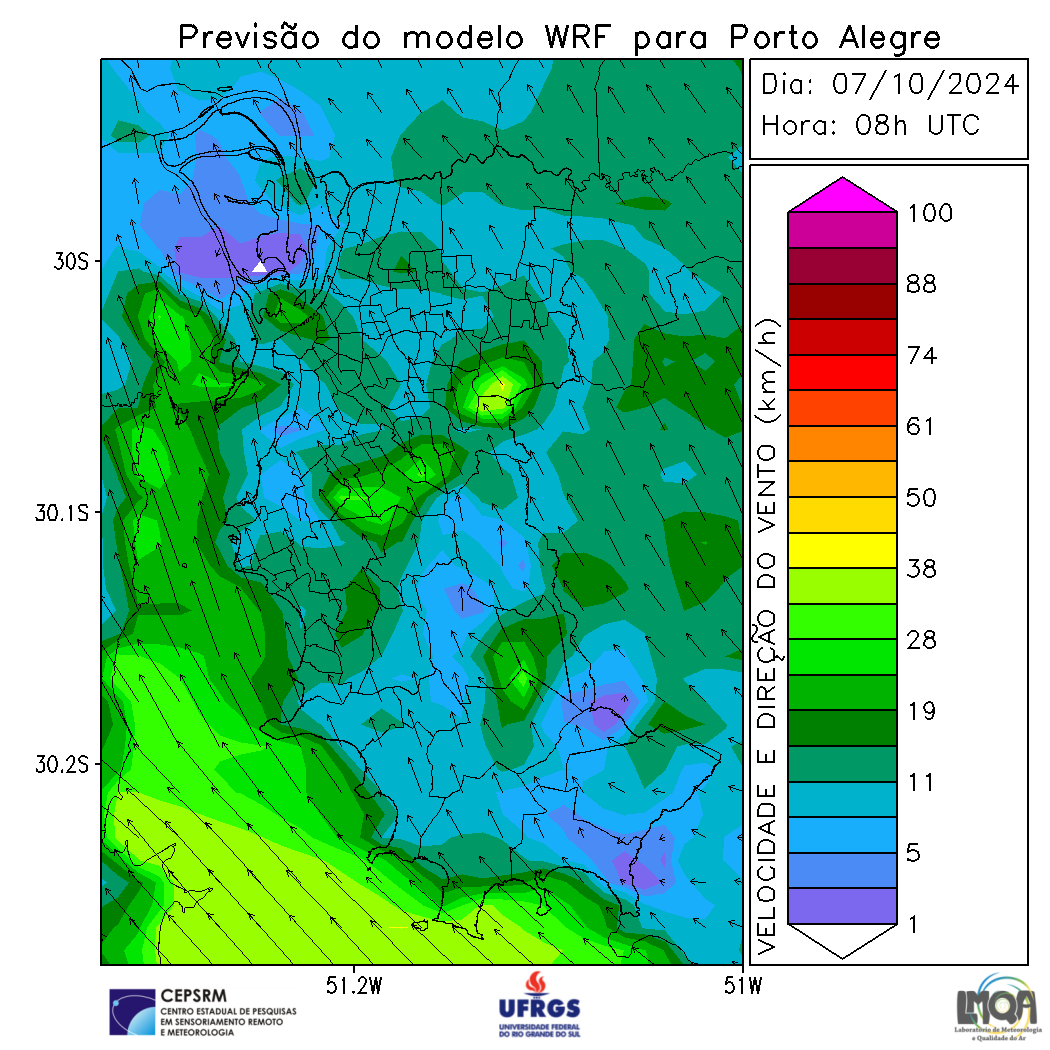 Previsão do modelo WRF para Porto Alegre
Dia: 07/10/2024
Hora: 08h UTC
30S
30.1S
30.2S
51.2W
51W
VELOCIDADE E DIREÇÃO DO VENTO (km/h)
100
88
74
61
50
38
28
19
11
5
1
CEPSRM
CENTRO ESTADUAL DE PESQUISAS
EM SENSORIAMENTO REMOTO
E METEOROLOGIA
UFRGS
UNIVERSIDADE FEDERAL
DO RIO GRANDE DO SUL
LMQA
Laboratório de Meteorologia
e Qualidade do Ar